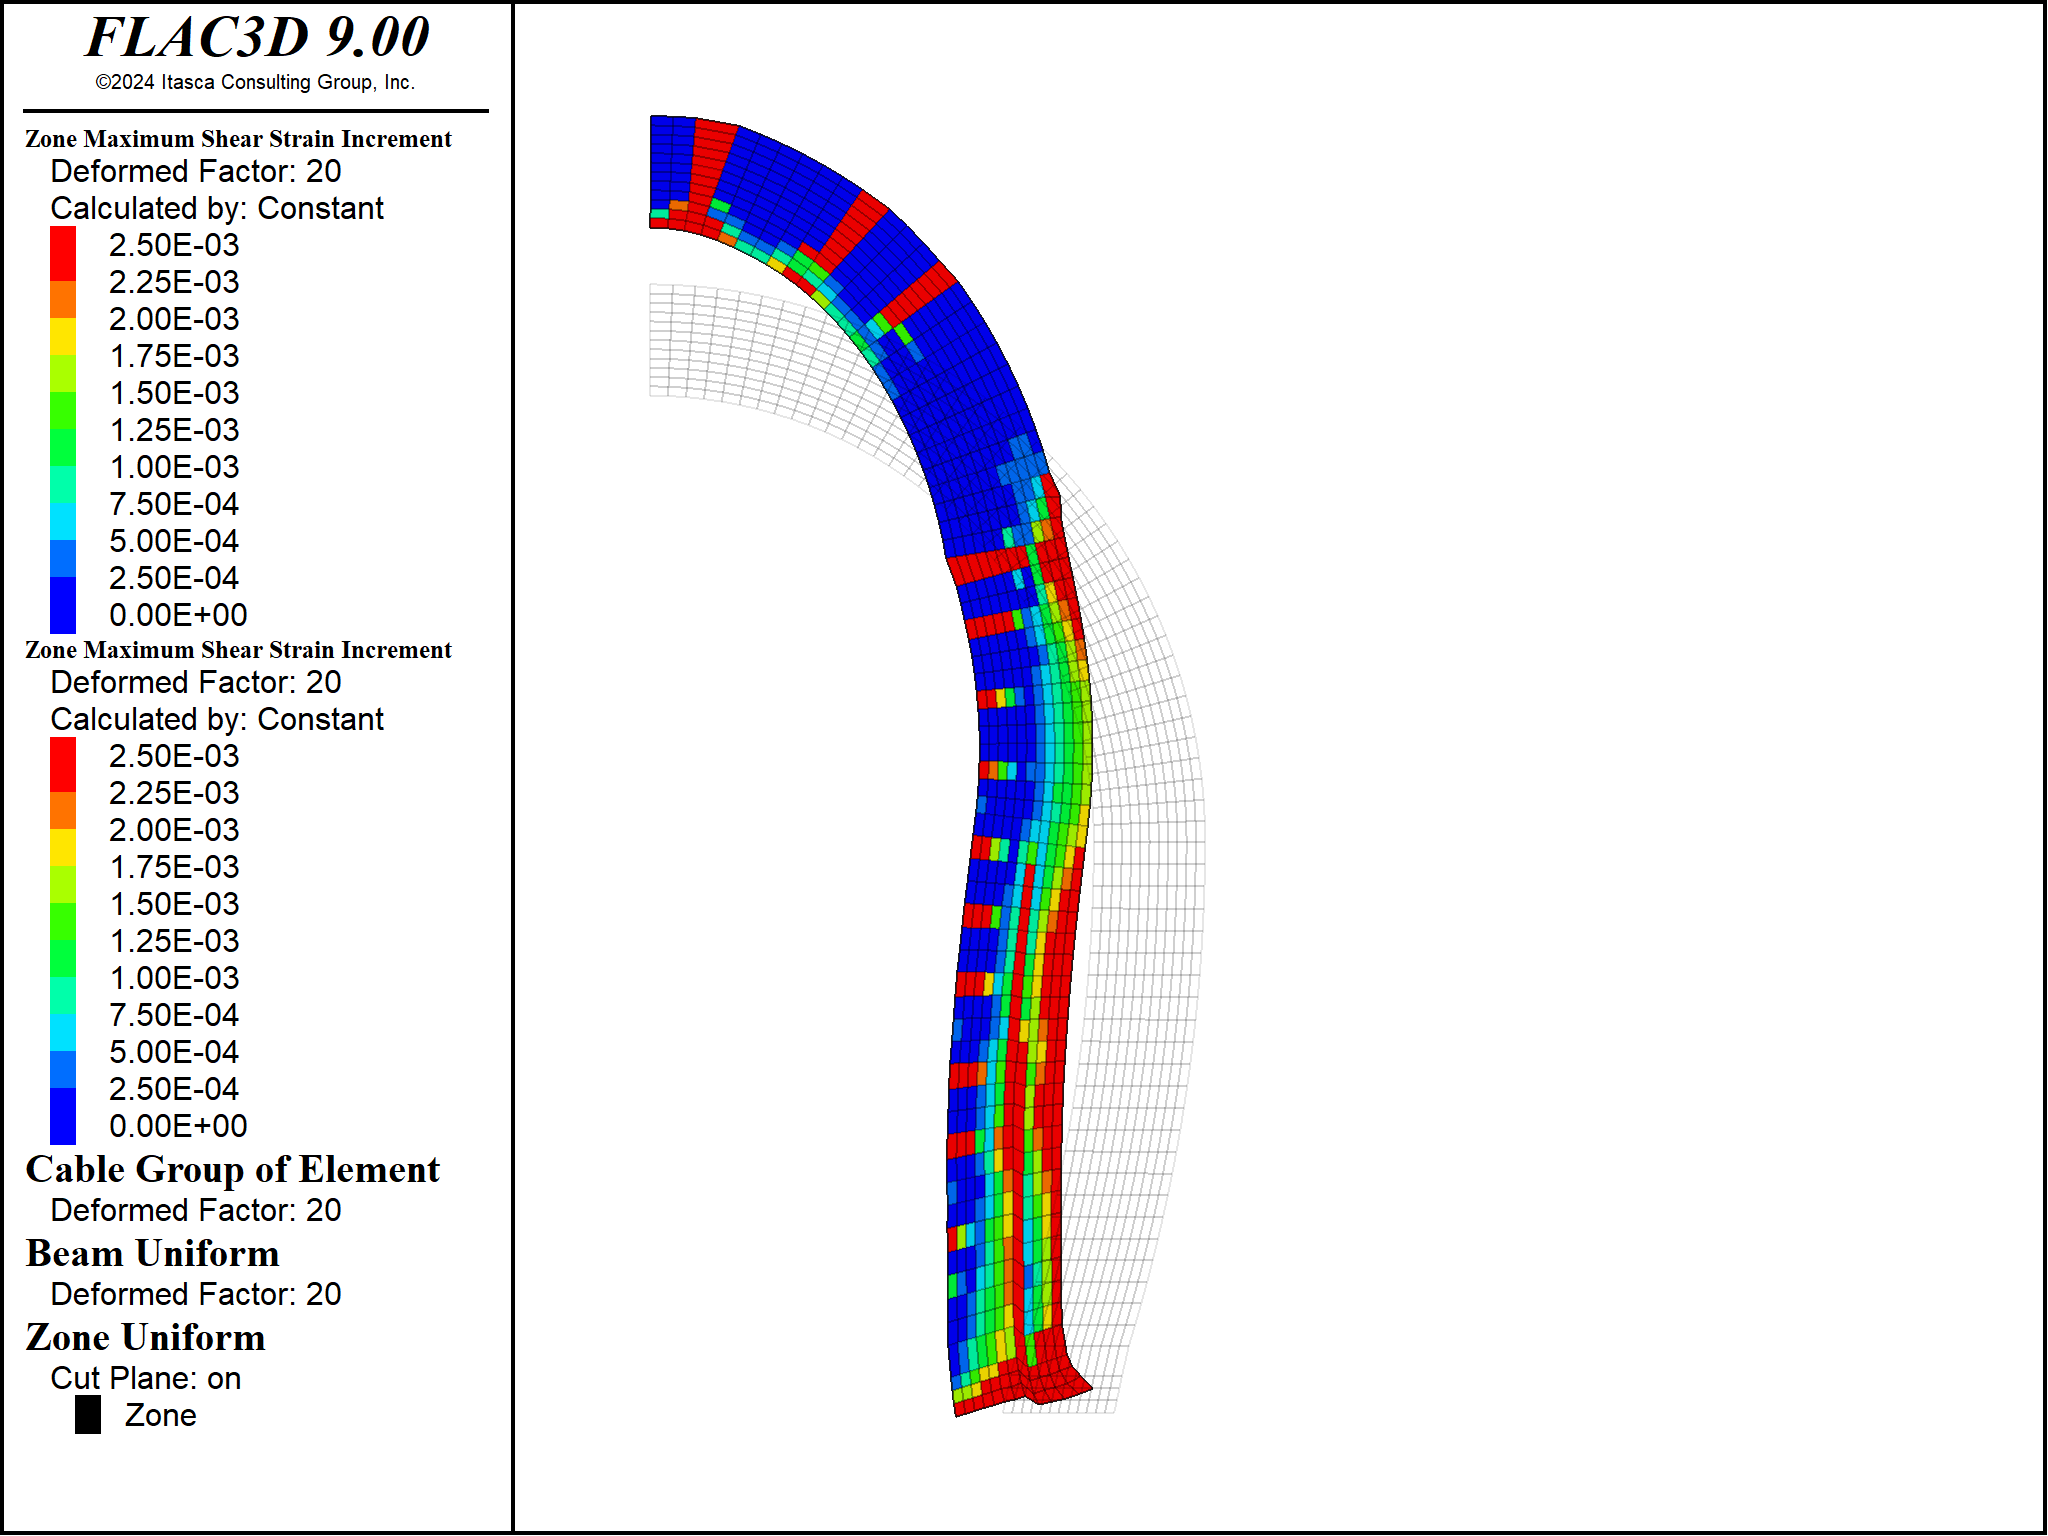 FLAC3D 9.00
©2024 Itasca Consulting Group, Inc.
Zone Maximum Shear Strain Increment
Deformed Factor: 20
Calculated by: Constant
2.50E-03
2.25E-03
2.00E-03
1.75E-03
1.50E-03
1.25E-03
1.00E-03
7.50E-04
5.00E-04
2.50E-04
0.00E+00
Zone Maximum Shear Strain Increment
Deformed Factor: 20
Calculated by: Constant
2.50E-03
2.25E-03
2.00E-03
1.75E-03
1.50E-03
1.25E-03
1.00E-03
7.50E-04
5.00E-04
2.50E-04
0.00E+00
Cable Group of Element
Deformed Factor: 20
Beam Uniform
Deformed Factor: 20
Zone Uniform
Cut Plane: on
Zone